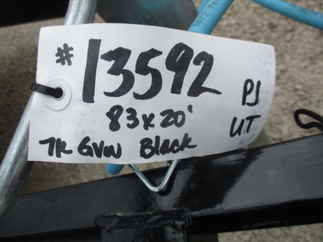 # 13592
PJ
83x20'
UT
7K GVW Black